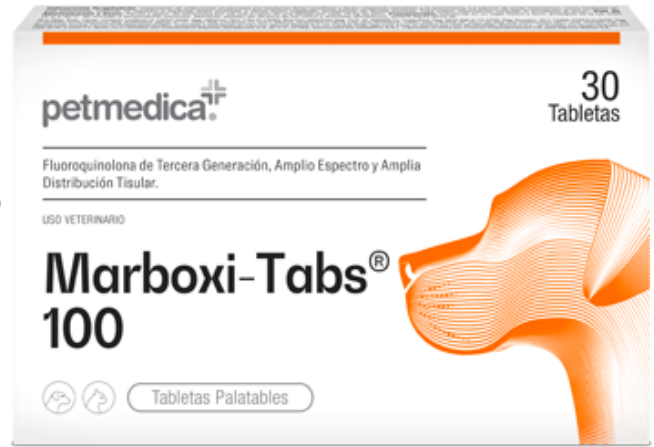 petmedica.
30
Tabletas
Fluoroquinolona de Tercera Generación, Amplio Espectro y Amplia
Distribución Tisular.
USO VETERINARIO
Marboxi-Tabs®
100
Tabletas Palatables